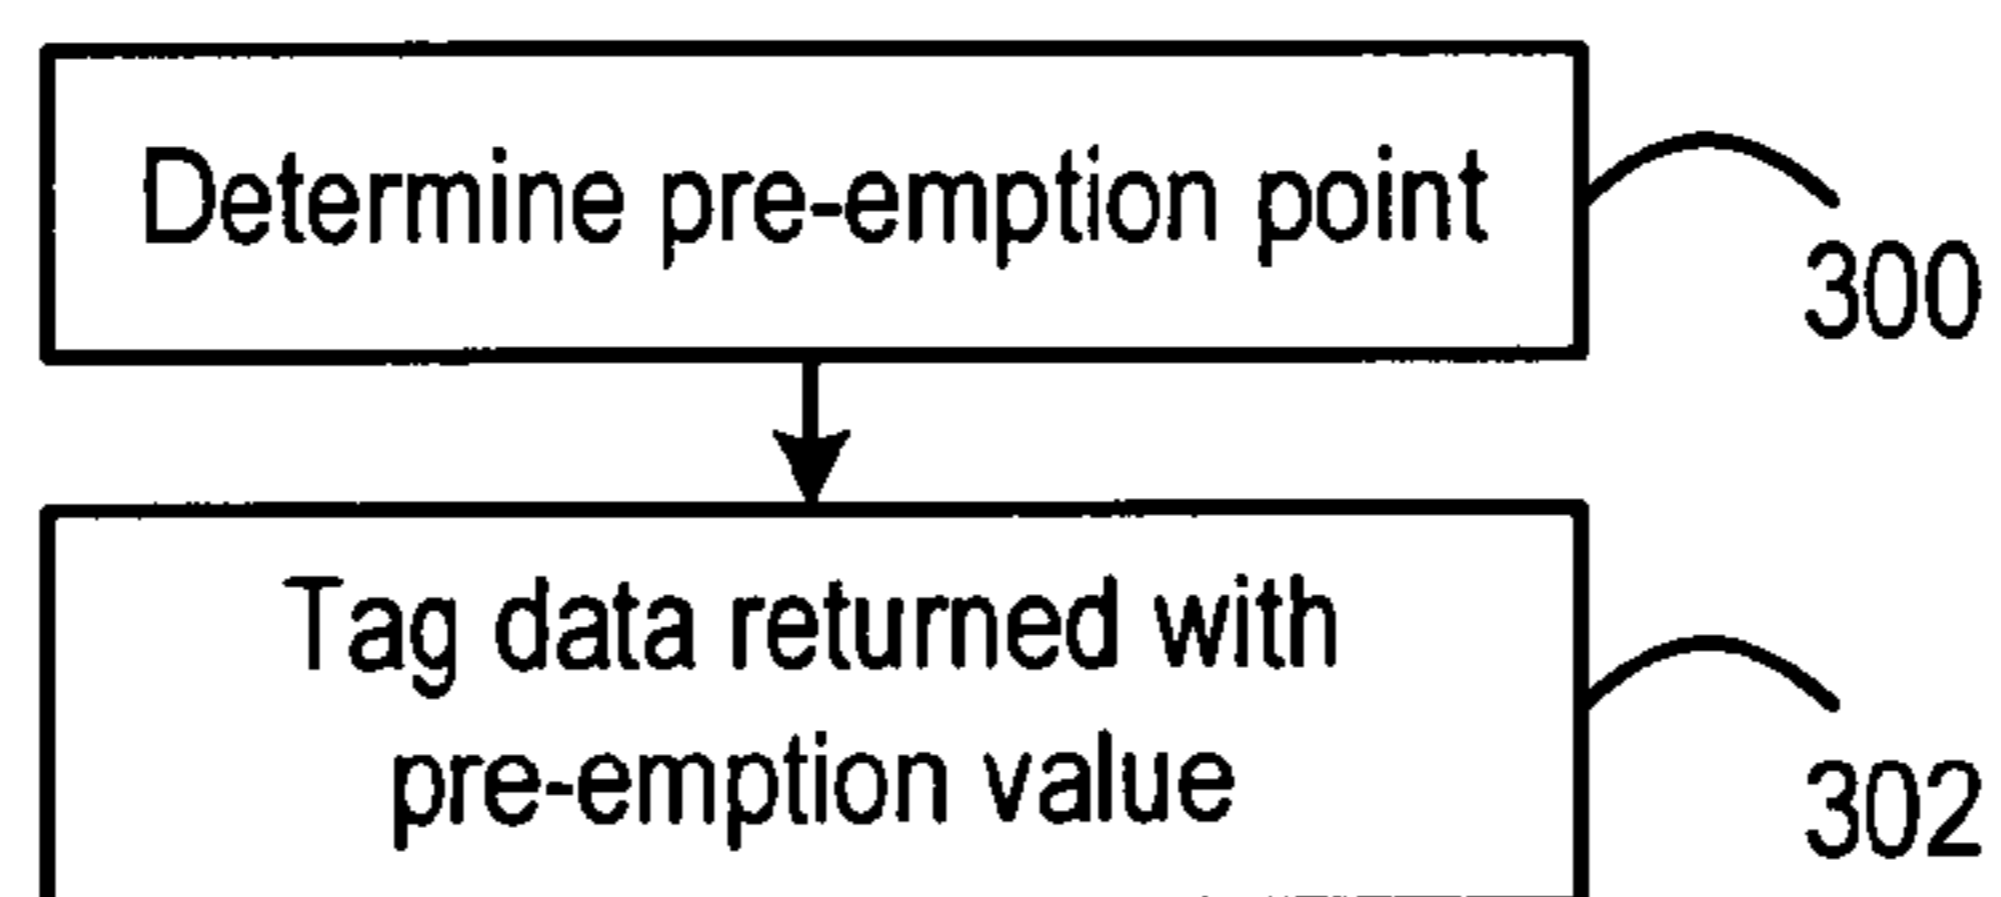 Determine pre-emption point
300
Tag data returned with
pre-emption value
302